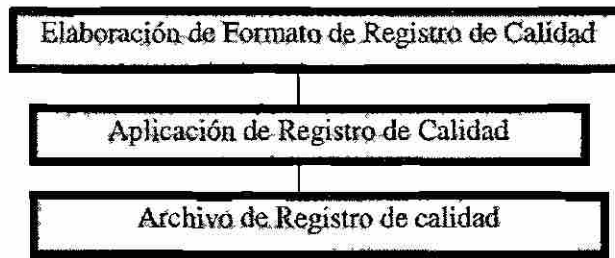 Elaboración de Formato de Registro de Calidad
Aplicación de Registro de Calidad
Archivo de Registro de calidad